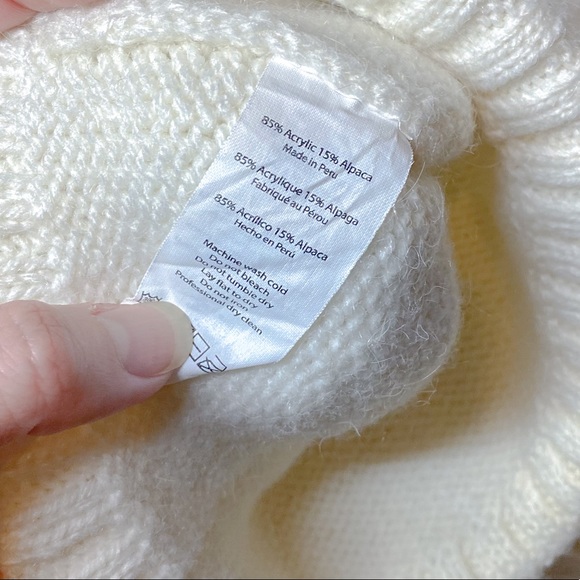 85% Acrylic 15% Alpaca
Made in Peru
85% Acrylique 15% Alpaga
Fabriqué au Pérou
85% Acrílico 15% Alpaca
Hecho en Perú
Machine wash cold
Do not bleach
Do not tumble dry
Lay flat to dry
Do not iron
Professional dry clean